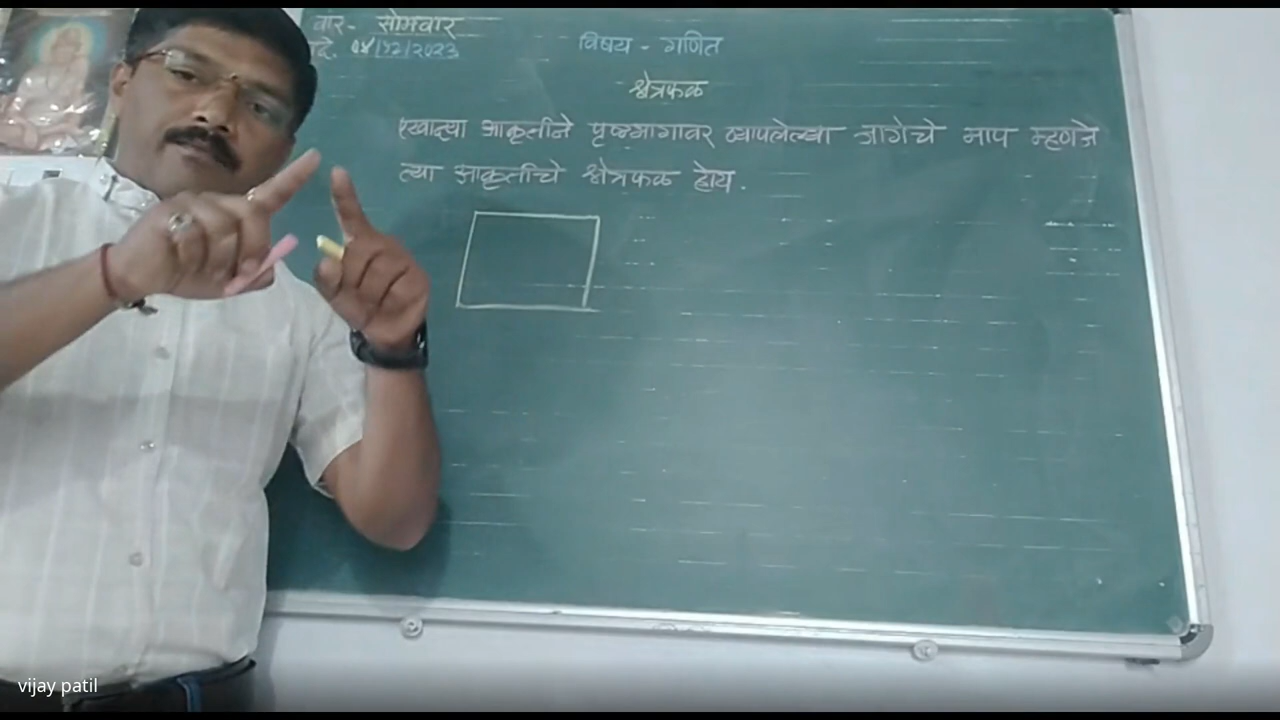 वार- सोमवार
दि. 04/12/2023
विषय - गणित
क्षेत्रफळ
एखाद्या आकृतीने पृष्ठभागावर व्यापलेल्या जागेचे माप म्हणजे
त्या आकृतीचे क्षेत्रफळ होय.
vijay patil